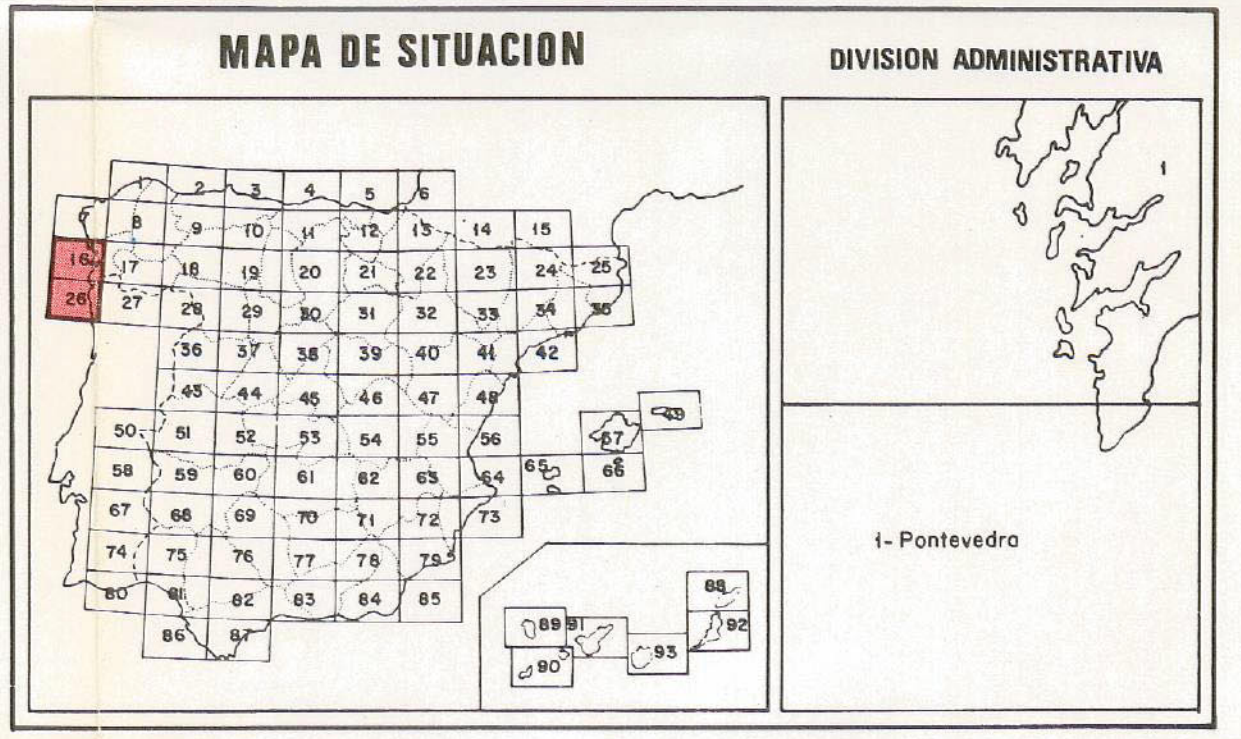 MAPA DE SITUACION
DIVISION ADMINISTRATIVA
1 2 3 4 5 6
8 9 10 11 12 13 14 15
16 17 18 19 20 21 22 23 24 25
26 27 28 29 30 31 32 33 34 35
36 37 38 39 40 41 42
43 44 45 46 47 48 49
50 51 52 53 54 55 56 57
58 59 60 61 62 63 64 65 66
67 68 69 70 71 72 73
74 75 76 77 78 79
80 81 82 83 84 85
86 87
88
89 91 92
90 93
1
1- Pontevedra